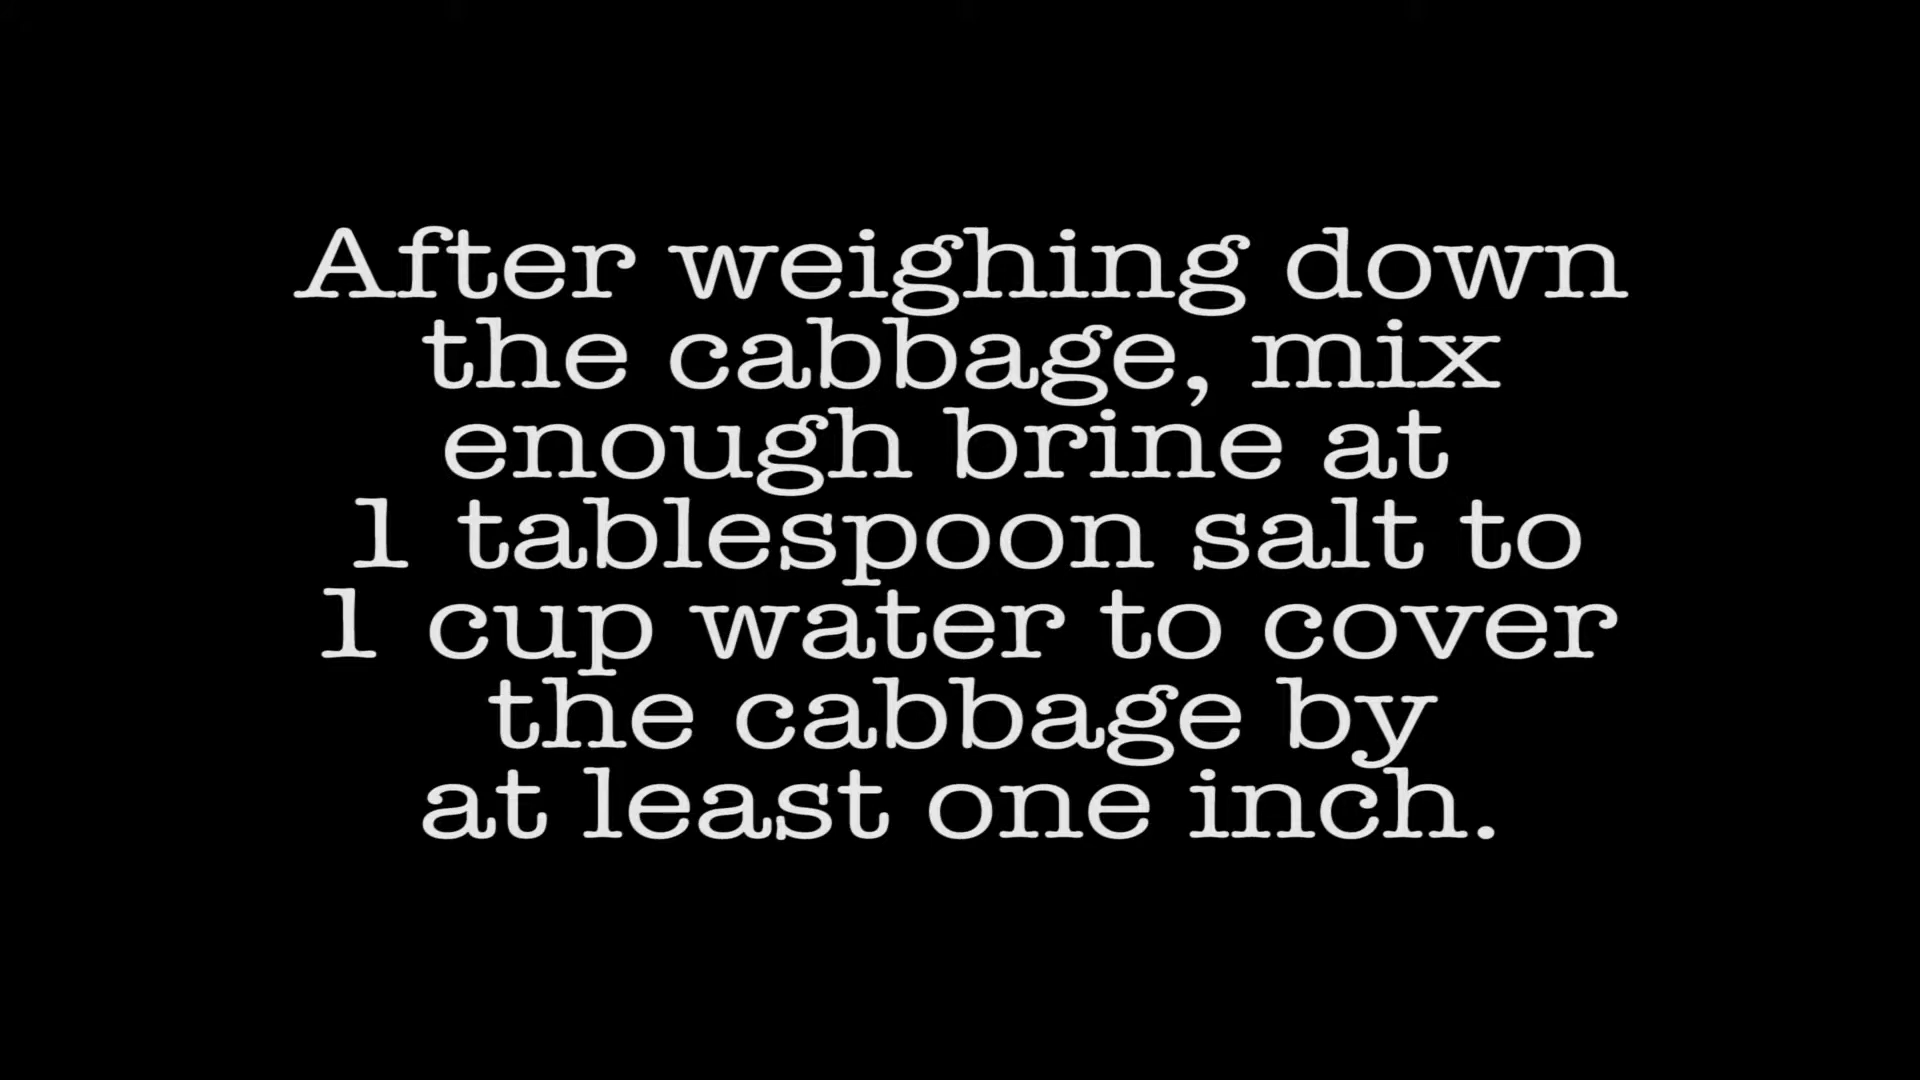 After weighing down
the cabbage, mix
enough brine at
1 tablespoon salt to
1 cup water to cover
the cabbage by
at least one inch.